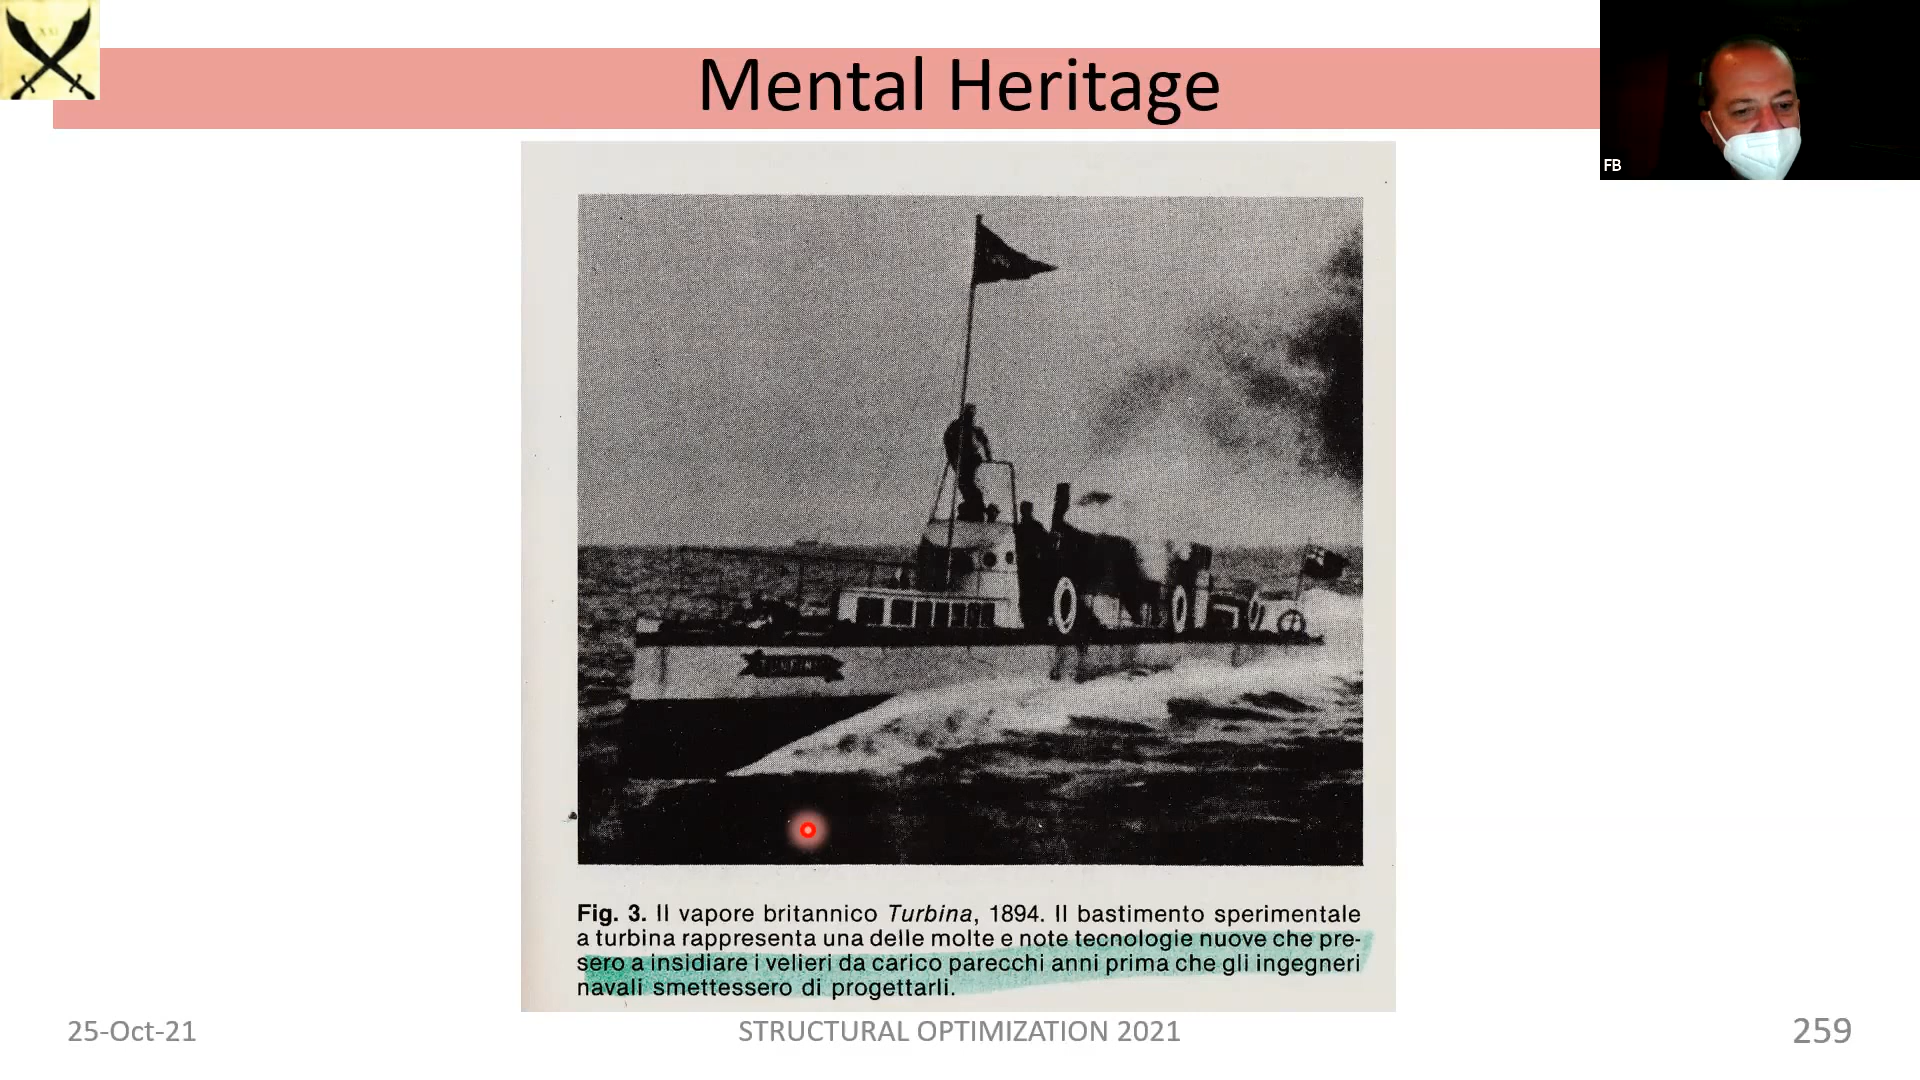 Mental Heritage
FB
Fig. 3. Il vapore britannico Turbina, 1894. Il bastimento sperimentale
a turbina rappresenta una delle molte e note tecnologie nuove che pre-
sero a insidiare i velieri da carico parecchi anni prima che gli ingegneri
navali smettessero di progettarli.
25-Oct-21
STRUCTURAL OPTIMIZATION 2021
259